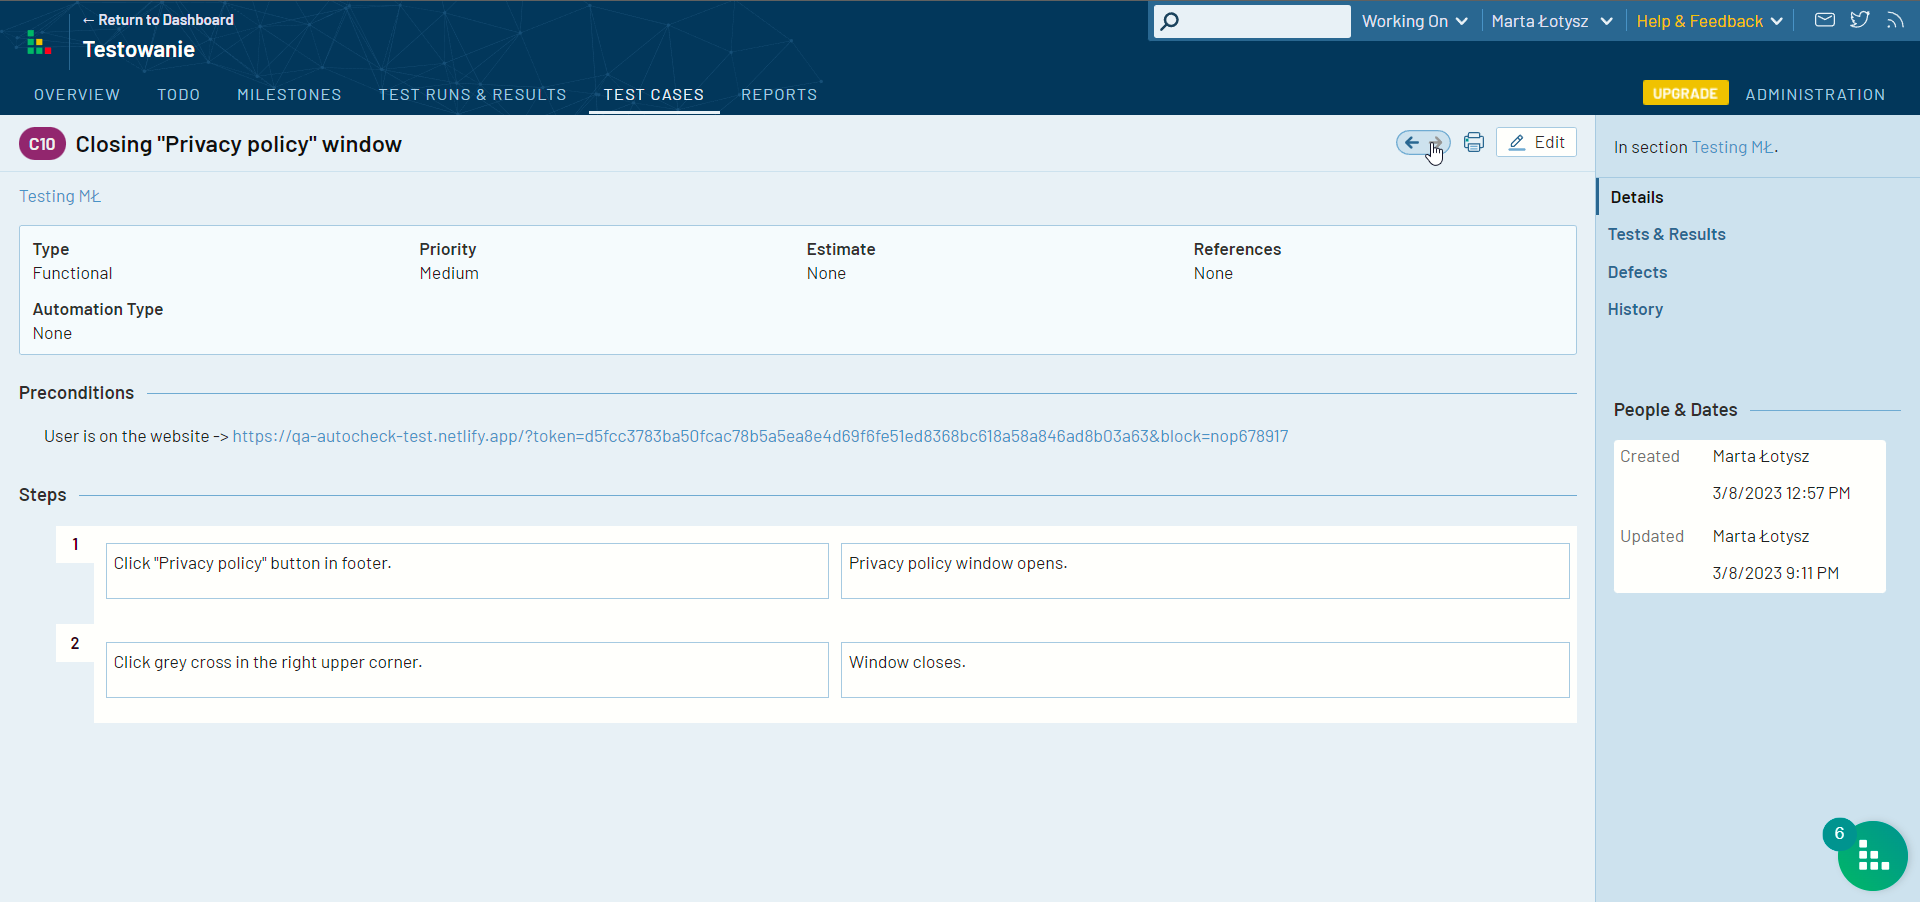 ← Return to Dashboard
Testowanie
Working On
Marta Łotysz
Help & Feedback
OVERVIEW
TODO
MILESTONES
TEST RUNS & RESULTS
TEST CASES
REPORTS
UPGRADE
ADMINISTRATION
C10
Closing "Privacy policy" window
Edit
Testing MŁ
Type
Functional
Priority
Medium
Estimate
None
References
None
Automation Type
None
Preconditions
User is on the website -> https://qa-autocheck-test.netlify.app/?token=d5fcc3783ba50fcac78b5a5ea8e4d69f6fe51ed8368bc618a58a846ad8b03a63&block=nop678917
Steps
1
Click "Privacy policy" button in footer.
Privacy policy window opens.
2
Click grey cross in the right upper corner.
Window closes.
In section Testing MŁ.
Details
Tests & Results
Defects
History
People & Dates
Created
Marta Łotysz
3/8/2023 12:57 PM
Updated
Marta Łotysz
3/8/2023 9:11 PM
6